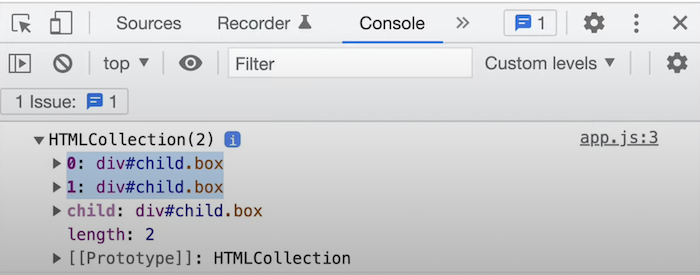 Sources Recorder Console » 1
top ▼ Filter Custom levels ▼
1 Issue: 1
▼HTMLCollection(2) i app.js:3
▶0: div#child.box
▶1: div#child.box
▶child: div#child.box
length: 2
▶[[Prototype]]: HTMLCollection